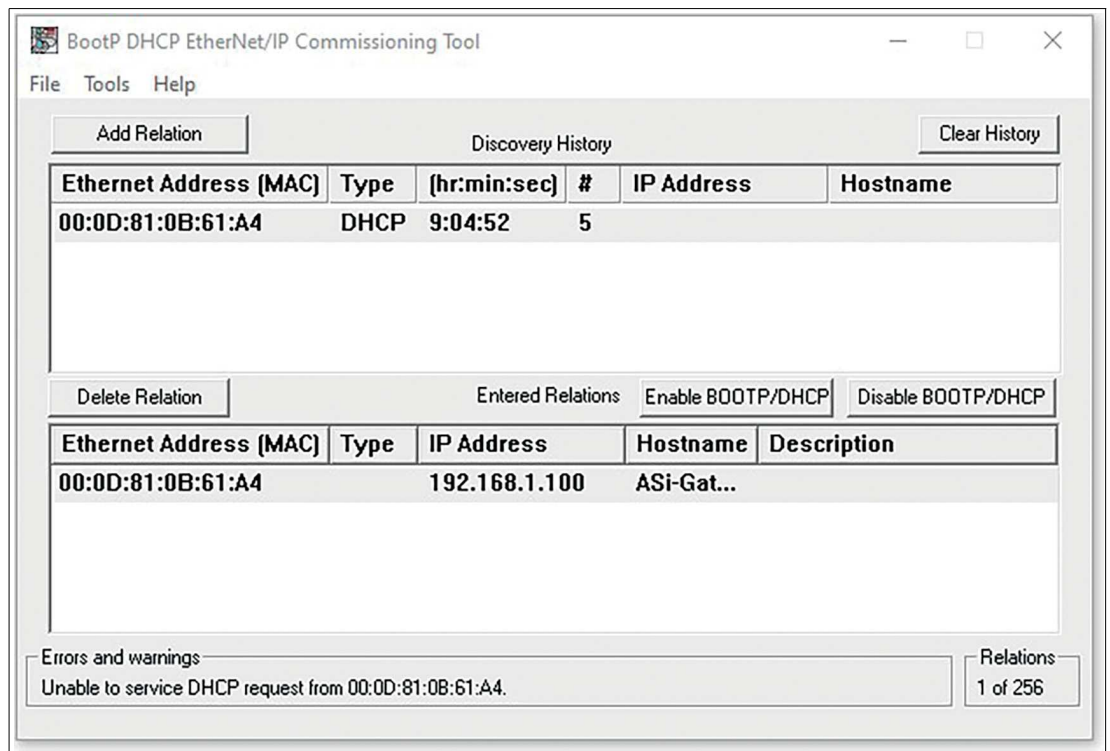 BootP DHCP EtherNet/IP Commissioning Tool
File Tools Help
Add Relation Discovery History Clear History
Ethernet Address (MAC) Type (hr:min:sec) # IP Address Hostname
00:0D:81:0B:61:A4 DHCP 9:04:52 5
Delete Relation Entered Relations Enable BOOTP/DHCP Disable BOOTP/DHCP
Ethernet Address (MAC) Type IP Address Hostname Description
00:0D:81:0B:61:A4 192.168.1.100 ASi-Gat...
Errors and warnings Relations
Unable to service DHCP request from 00:0D:81:0B:61:A4. 1 of 256